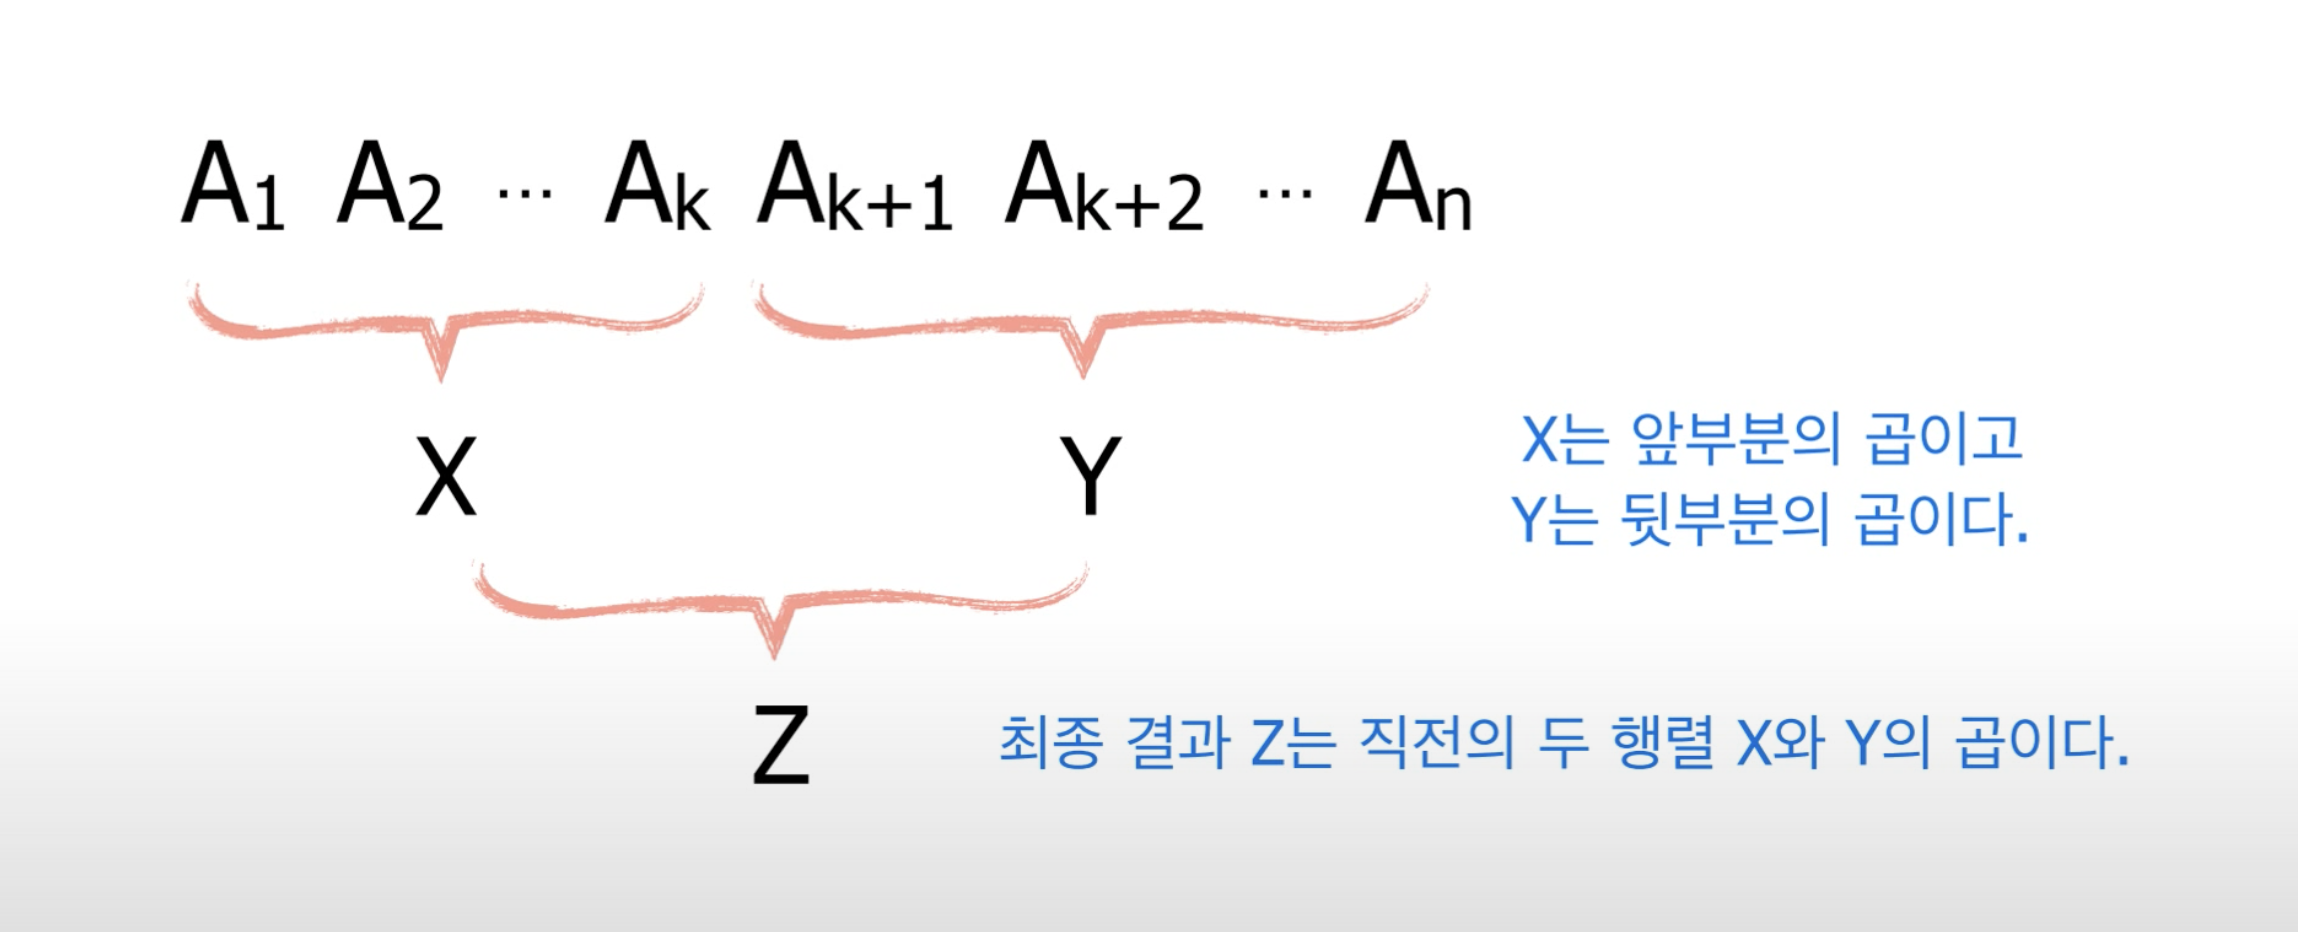 A1 A2 ... Ak Ak+1 Ak+2 ... An
X Y
X는 앞부분의 곱이고
Y는 뒷부분의 곱이다.
Z 최종 결과 Z는 직전의 두 행렬 X와 Y의 곱이다.